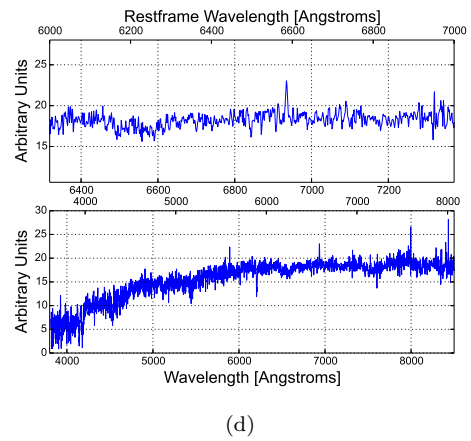 Restframe Wavelength [Angstroms]
6000 6200 6400 6600 6800 7000
25
20
15
Arbitrary Units
6400 6600 6800 7000 7200
4000 5000 6000 7000 8000
30
25
20
15
10
5
0
Arbitrary Units
4000 5000 6000 7000 8000
Wavelength [Angstroms]
(d)